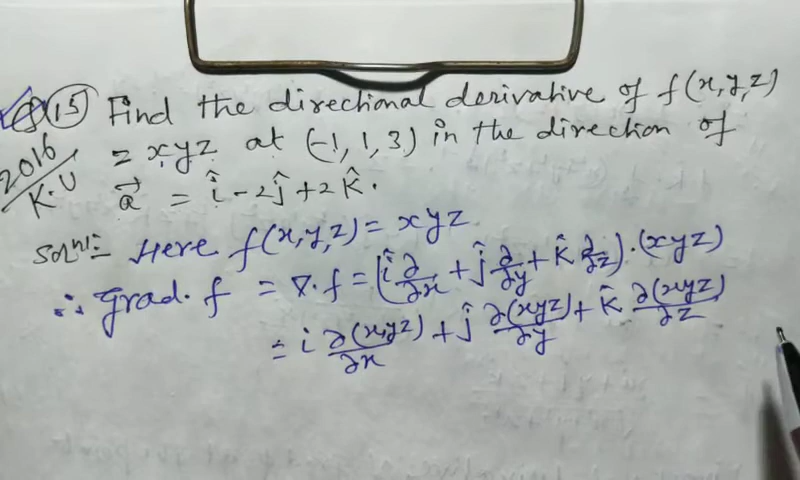 Q 15 Find the directional derivative of f(x,y,z)
= xyz at (-1, 1, 3) in the direction of
2016
K.U
a⃗ = î - 2ĵ + 2k̂.
Soln:= Here f(x,y,z) = xyz
∴ grad. f = ∇. f = (î ∂/∂x + ĵ ∂/∂y + k̂ ∂/∂z).(xyz)
= i ∂(xyz)/∂x + ĵ ∂(xyz)/∂y + k̂ ∂(xyz)/∂z